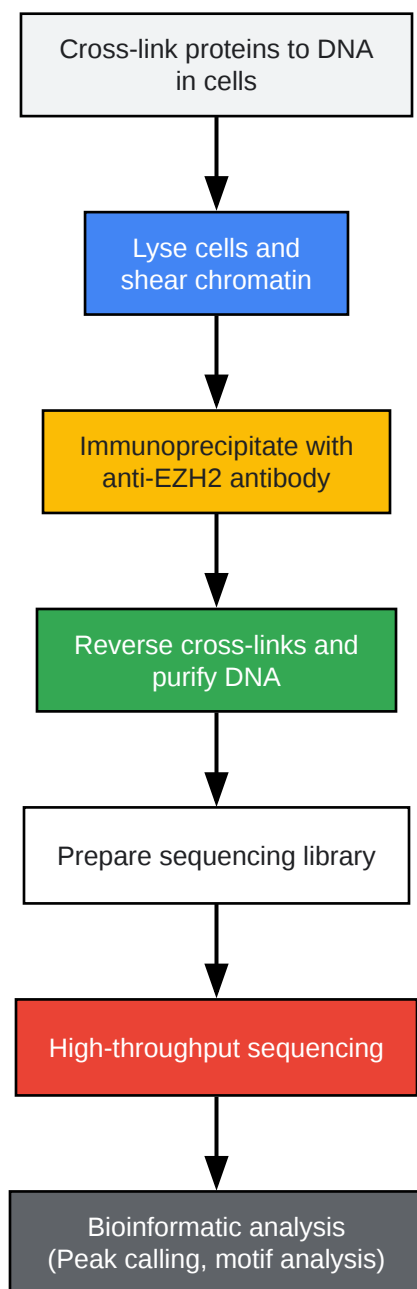 Cross-link proteins to DNA
in cells
Lyse cells and
shear chromatin
Immunoprecipitate with
anti-EZH2 antibody
Reverse cross-links and
purify DNA
Prepare sequencing library
High-throughput sequencing
Bioinformatic analysis
(Peak calling, motif analysis)